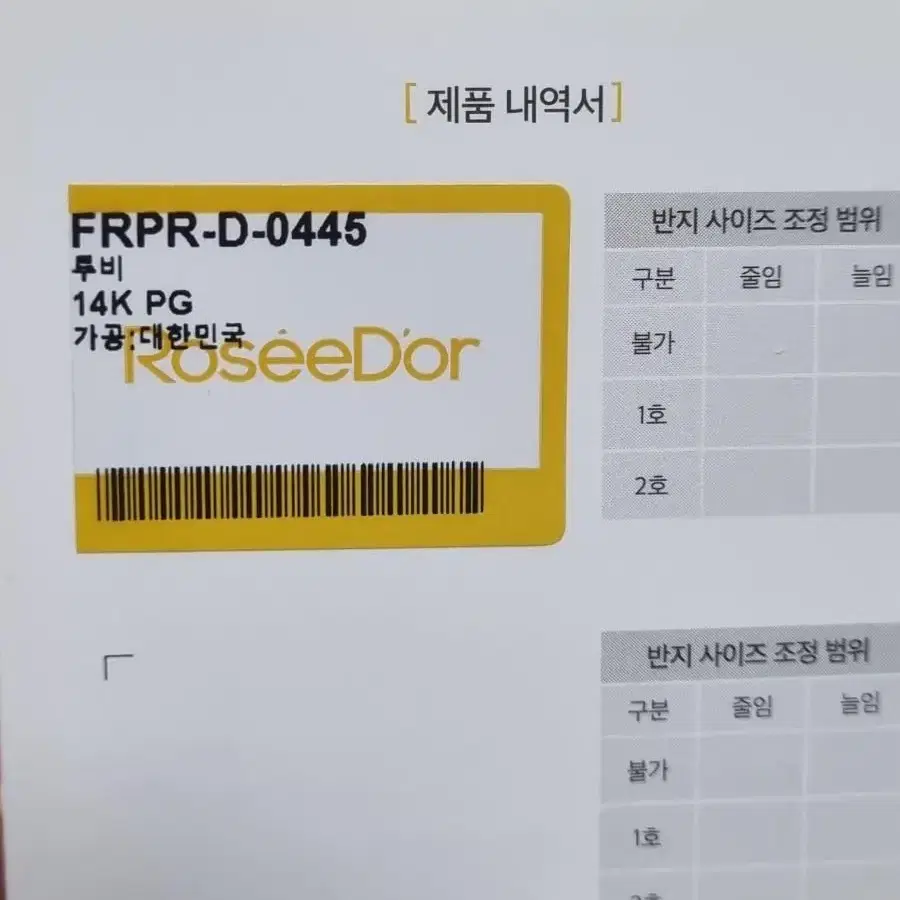 [ 제품 내역서 ]
FRPR-D-0445
루비
14K PG
가공:대한민국
RoséeD'or
반지 사이즈 조정 범위
구분 줄임 늘임
불가
1호
2호
반지 사이즈 조정 범위
구분 줄임 늘임
불가
1호